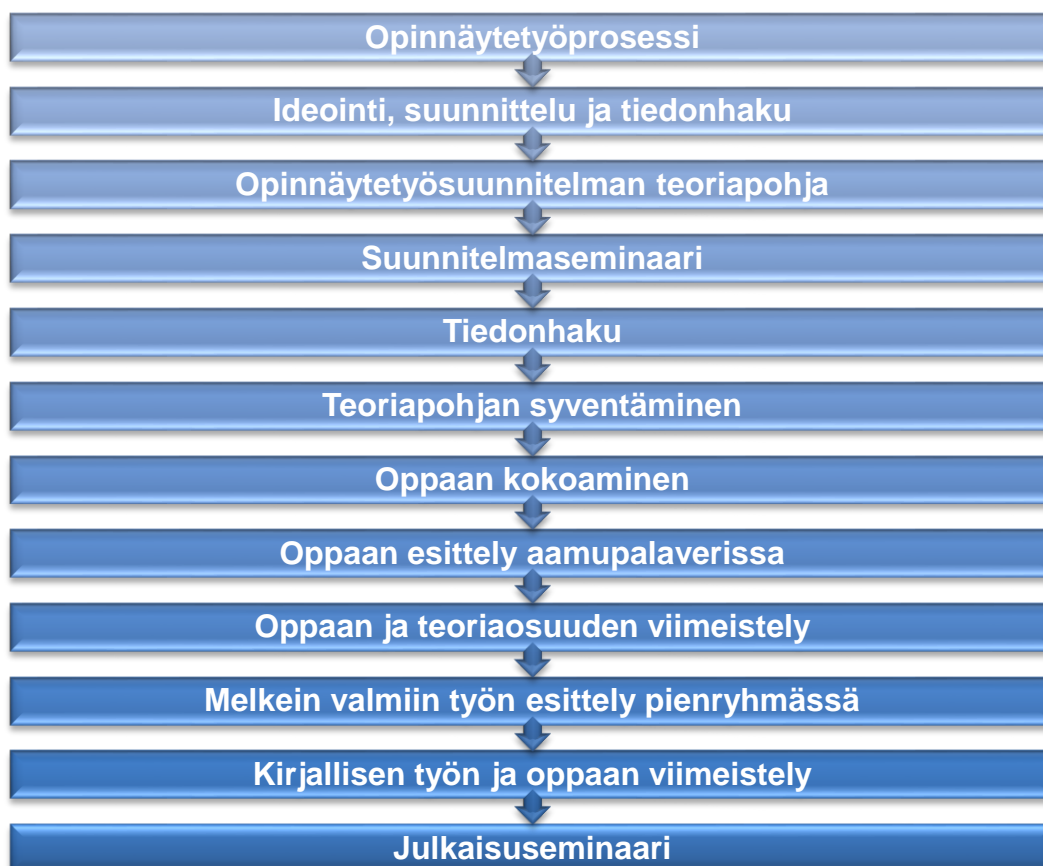 Opinnäytetyöprosessi
Ideointi, suunnittelu ja tiedonhaku
Opinnäytetyösuunnitelman teoriapohja
Suunnitelmaseminaari
Tiedonhaku
Teoriapohjan syventäminen
Oppaan kokoaminen
Oppaan esittely aamupalaverissa
Oppaan ja teoriaosuuden viimeistely
Melkein valmiin työn esittely pienryhmässä
Kirjallisen työn ja oppaan viimeistely
Julkaisuseminaari